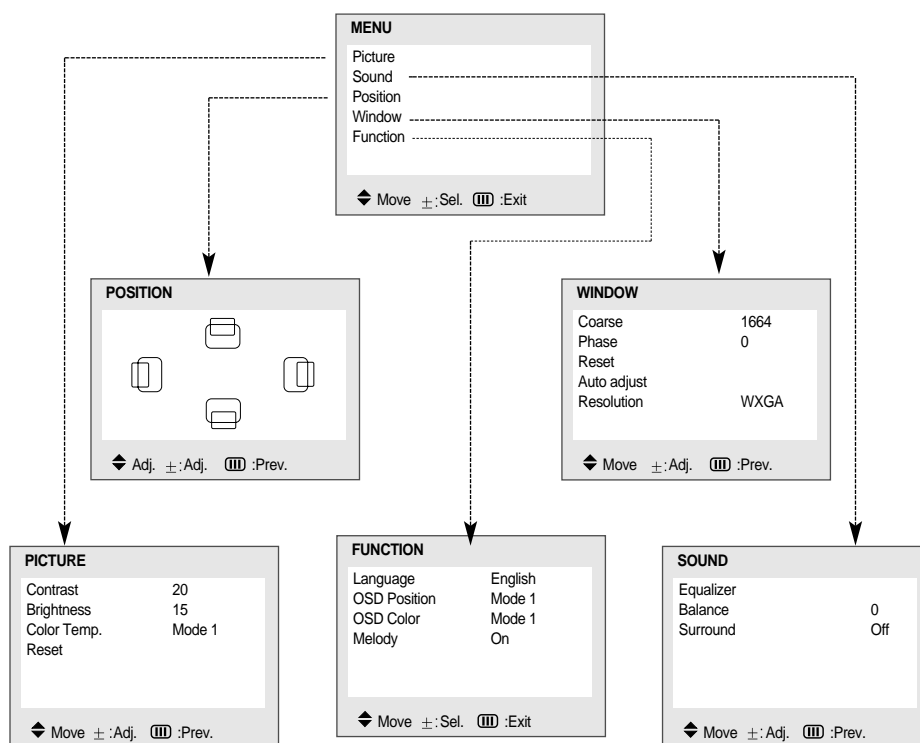 MENU
Picture
Sound
Position
Window
Function
Move ±:Sel. :Exit
POSITION
Adj. ±:Adj. :Prev.
WINDOW
Coarse 1664
Phase 0
Reset
Auto adjust
Resolution WXGA
Move ±:Adj. :Prev.
PICTURE
Contrast 20
Brightness 15
Color Temp. Mode 1
Reset
Move ±:Adj. :Prev.
FUNCTION
Language English
OSD Position Mode 1
OSD Color Mode 1
Melody On
Move ±:Sel. :Exit
SOUND
Equalizer
Balance 0
Surround Off
Move ±:Adj. :Prev.